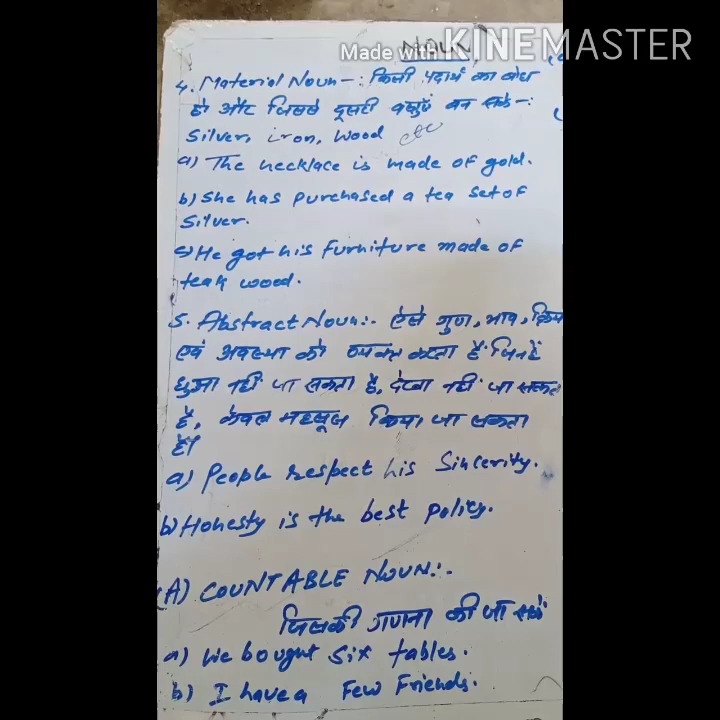 NOUN
Made with KINEMASTER
4. Material Noun-: किसी पदार्थ का बोध
हो और जिससे दूसरी वस्तुएं बन सके-:
Silver, iron, wood etc
a) The necklace is made of gold.
b) She has purchased a tea set of
Silver.
c) He got his furniture made of
teak wood.
5. Abstract Noun:- ऐसे गुण, भाव, क्रिया
एवं अवस्था को व्यक्त करता है जिन्हें
छुआ नहीं जा सकता है, देखा नहीं जा सकता
है, केवल महसूस किया जा सकता
है।
a) People respect his Sincerity.
b) Honesty is the best policy.
(A) COUNTABLE NOUN:-
जिसकी गणना की जा सके
a) We bought Six tables.
b) I have a Few Friends.